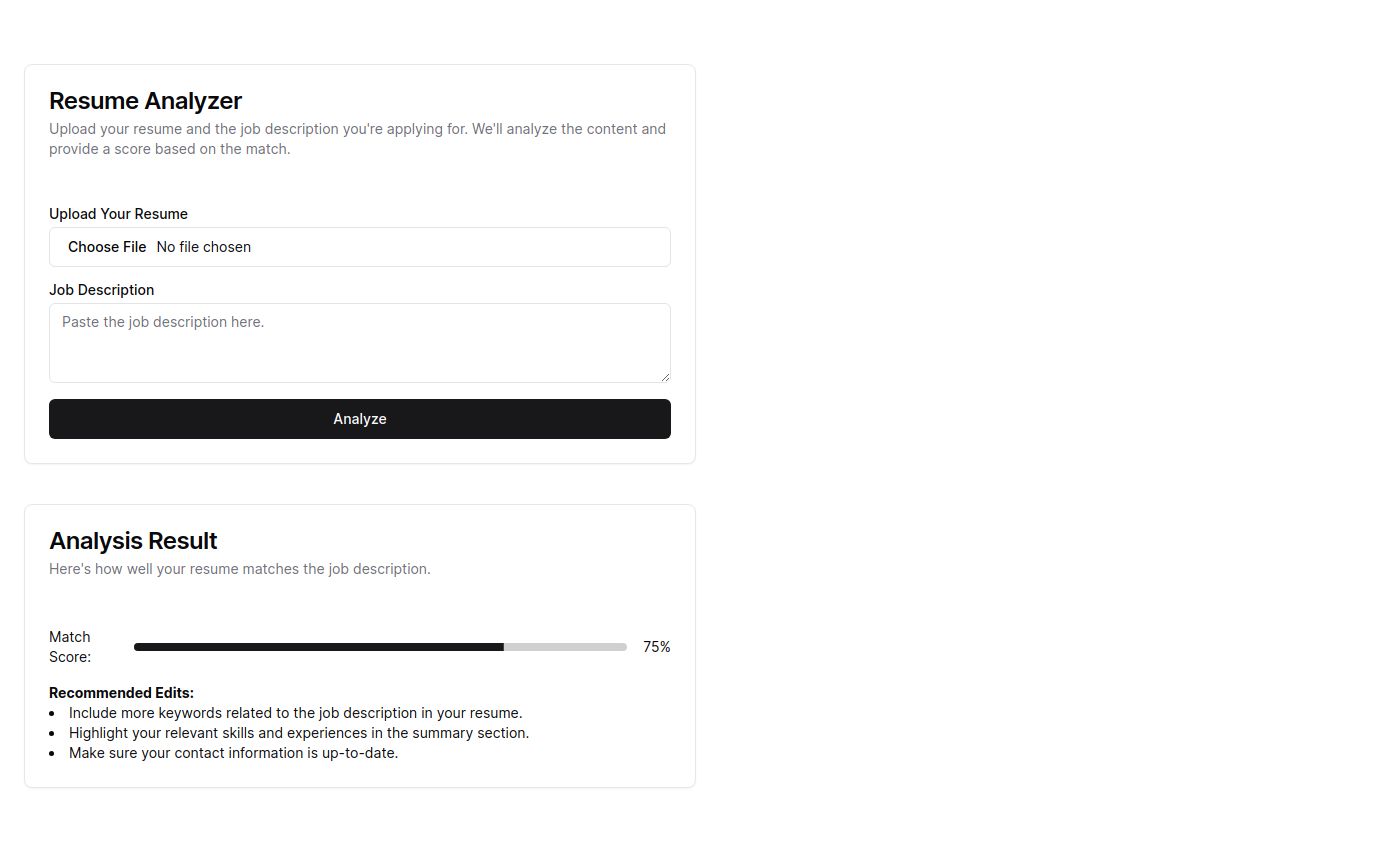 Resume Analyzer
Upload your resume and the job description you're applying for. We'll analyze the content and
provide a score based on the match.
Upload Your Resume
Choose File No file chosen
Job Description
Paste the job description here.
Analyze
Analysis Result
Here's how well your resume matches the job description.
Match
Score:
75%
Recommended Edits:
• Include more keywords related to the job description in your resume.
• Highlight your relevant skills and experiences in the summary section.
• Make sure your contact information is up-to-date.